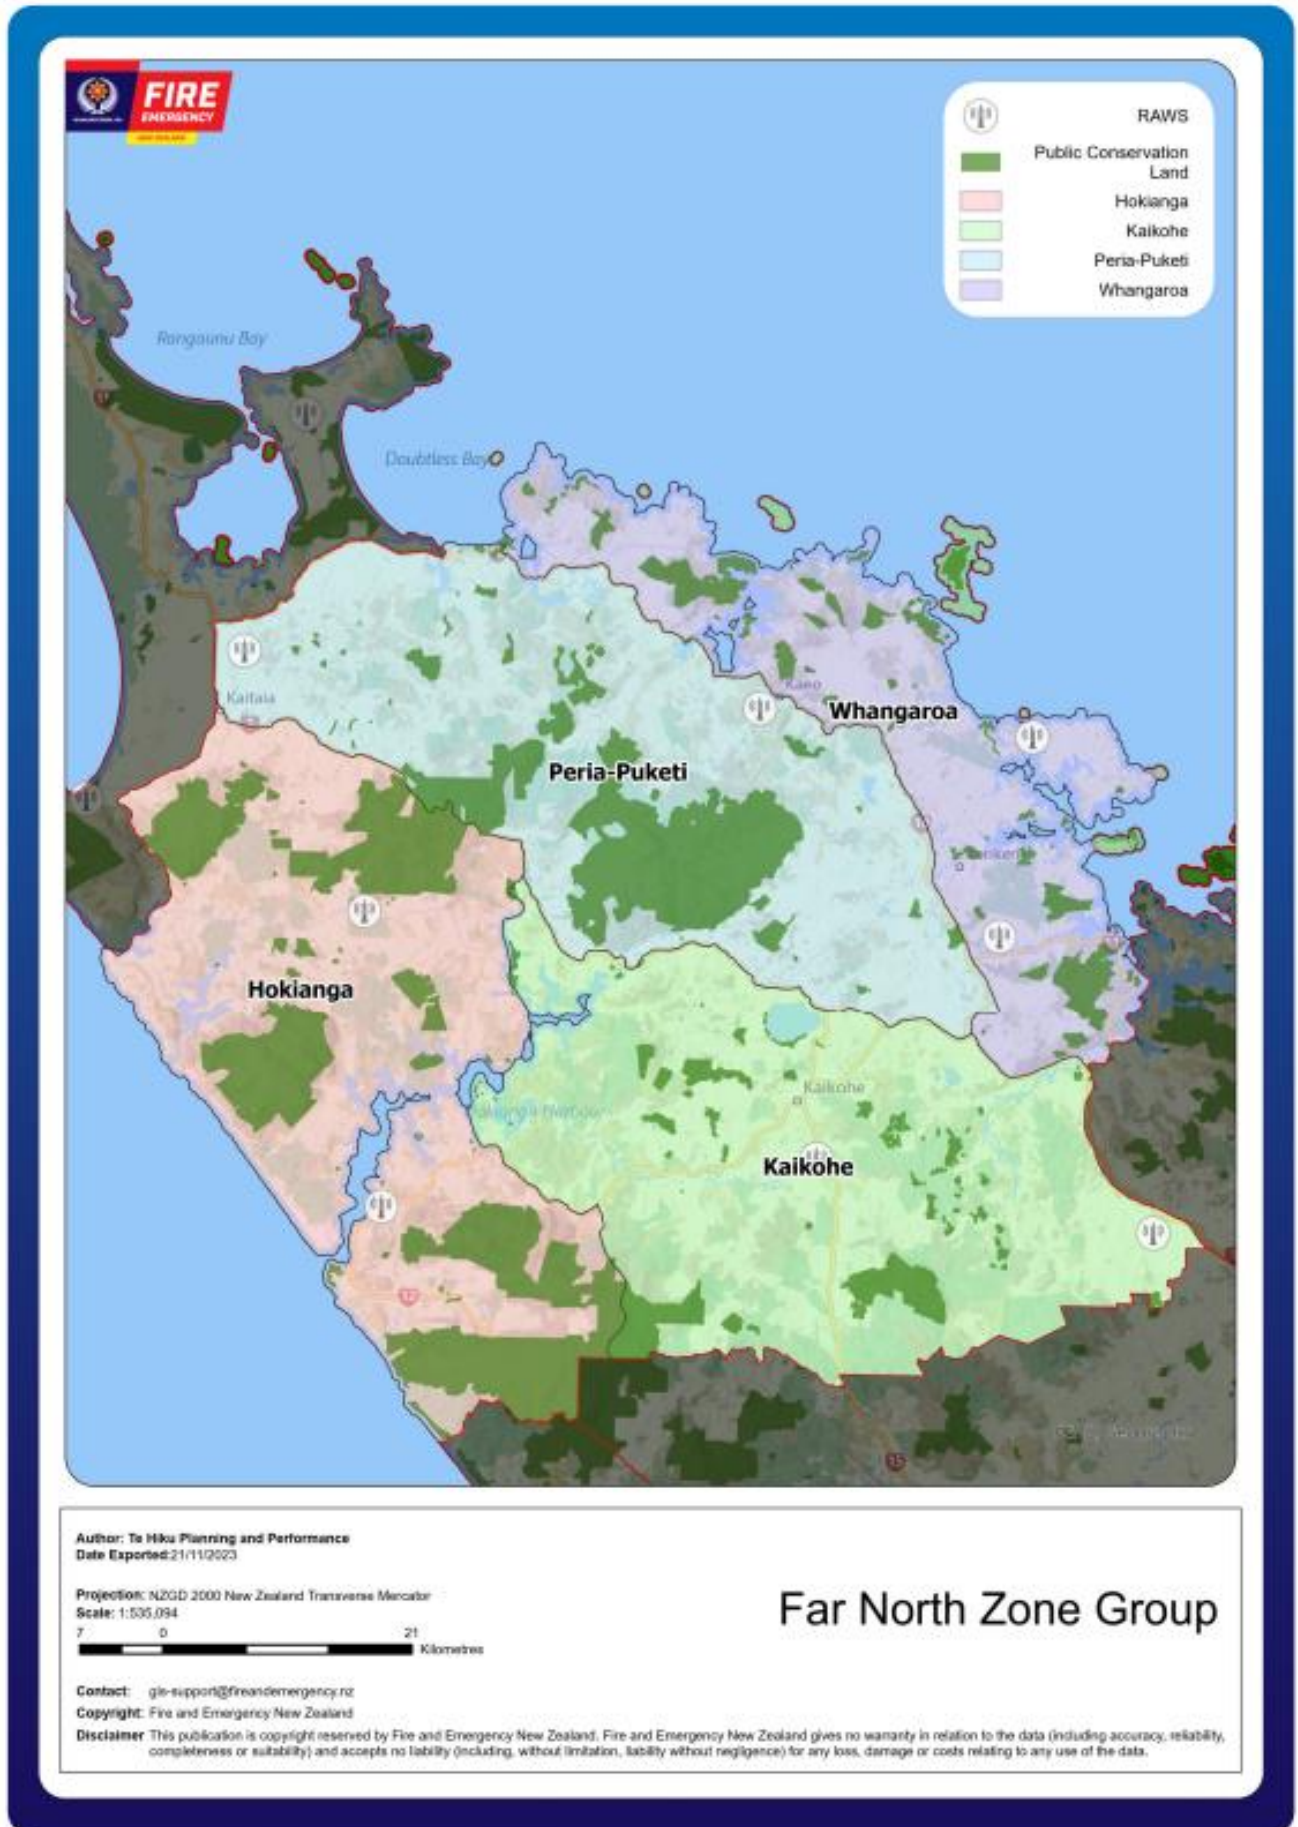 FIRE
EMERGENCY
NEW ZEALAND
RAWS
Public Conservation
Land
Hokianga
Kaikohe
Peria-Puketi
Whangaroa
Rangaunu Bay
Doubtless Bay
Kaitaia
Kaeo
Whangaroa
Peria-Puketi
Hokianga
Kaikohe
Kaikohe
12
15
Author: Te Hiku Planning and Performance
Date Exported:21/11/2023
Projection: NZGD 2000 New Zealand Transverse Mercator
Scale: 1:535,094
7 0 21
Kilometres
Far North Zone Group
Contact: gis-support@fireandemergency.nz
Copyright: Fire and Emergency New Zealand
Disclaimer This publication is copyright reserved by Fire and Emergency New Zealand. Fire and Emergency New Zealand gives no warranty in relation to the data (including accuracy, reliability,
completeness or suitability) and accepts no liability (including, without limitation, liability without negligence) for any loss, damage or costs relating to any use of the data.